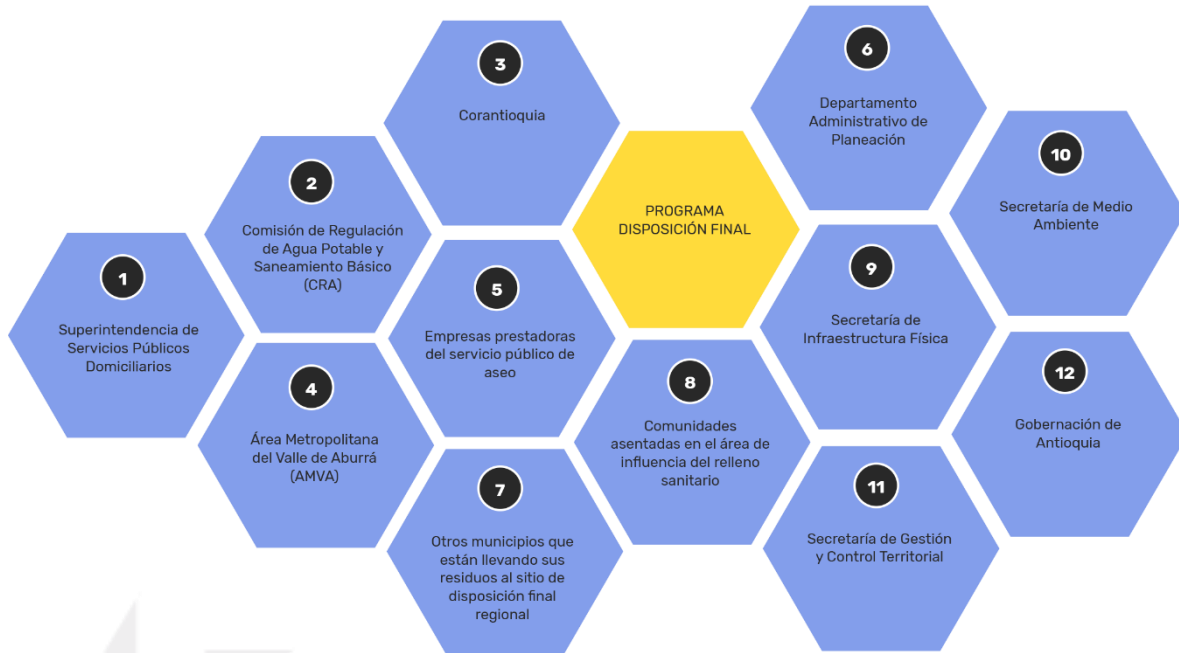 1
Superintendencia de
Servicios Públicos
Domiciliarios
2
Comisión de Regulación
de Agua Potable y
Saneamiento Básico
(CRA)
3
Corantioquia
4
Área Metropolitana
del Valle de Aburrá
(AMVA)
5
Empresas prestadoras
del servicio público de
aseo
PROGRAMA
DISPOSICIÓN FINAL
6
Departamento
Administrativo de
Planeación
7
Otros municipios que
están llevando sus
residuos al sitio de
disposición final
regional
8
Comunidades
asentadas en el área de
influencia del relleno
sanitario
9
Secretaría de
Infraestructura Física
10
Secretaría de Medio
Ambiente
11
Secretaría de Gestión
y Control Territorial
12
Gobernación de
Antioquia